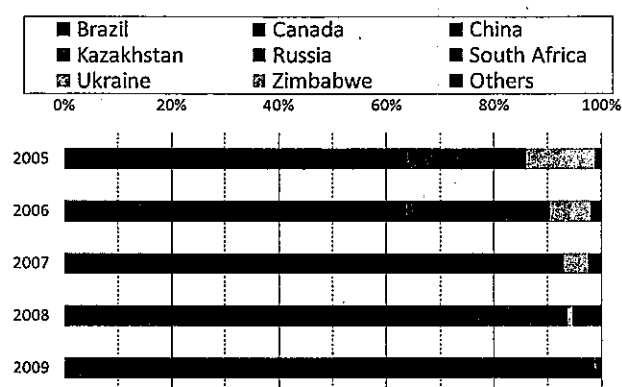 Brazil Canada China
Kazakhstan Russia South Africa
Ukraine Zimbabwe Others
0% 20% 40% 60% 80% 100%
2005
2006
2007
2008
2009